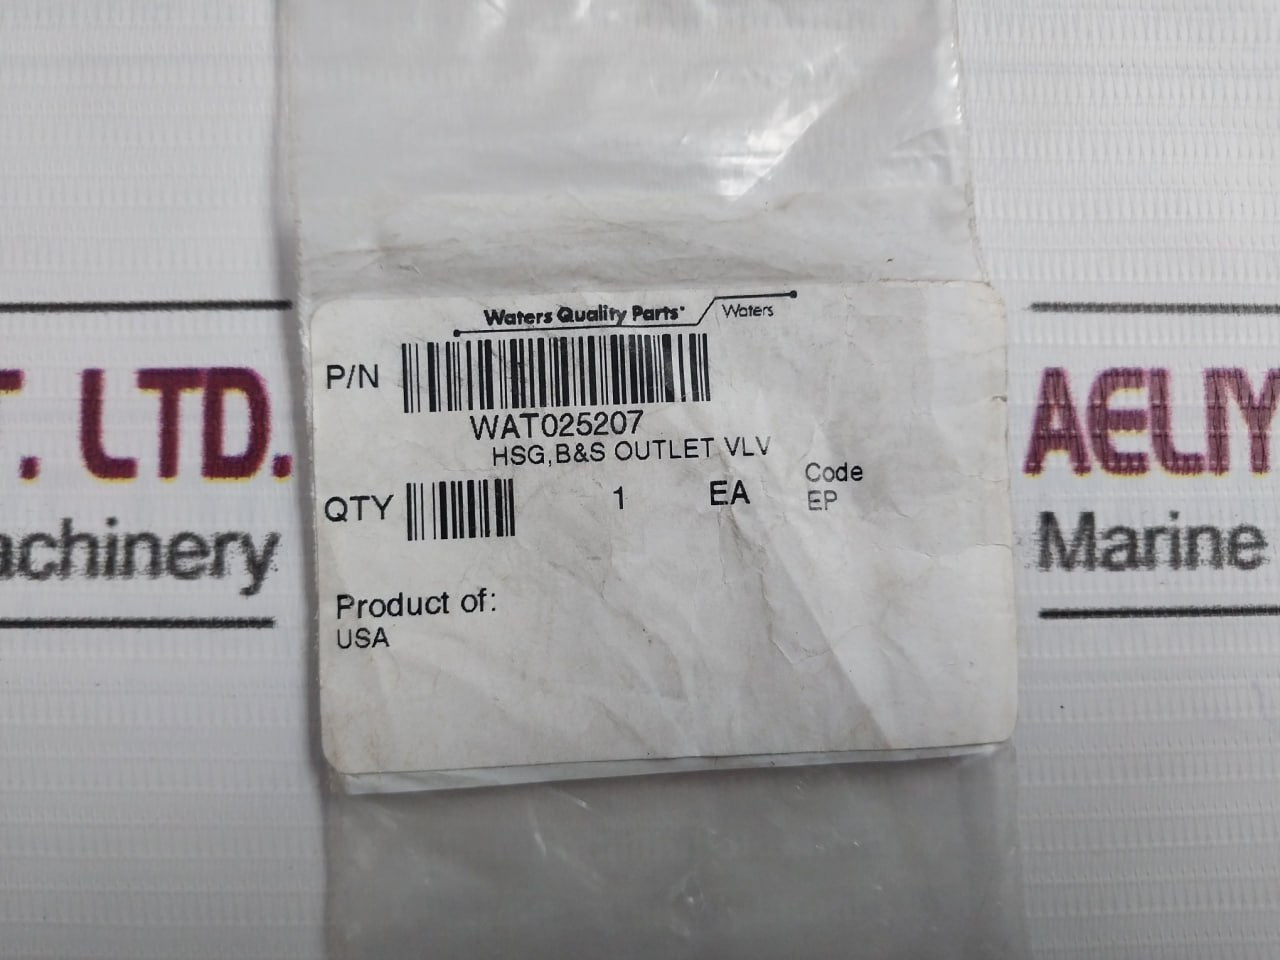 Waters Quality Parts
Waters
P/N
WAT025207
HSG,B&S OUTLET VLV
QTY
1 EA
Code
EP
Product of:
USA
T. LTD.
achinery
AELIY
Marine